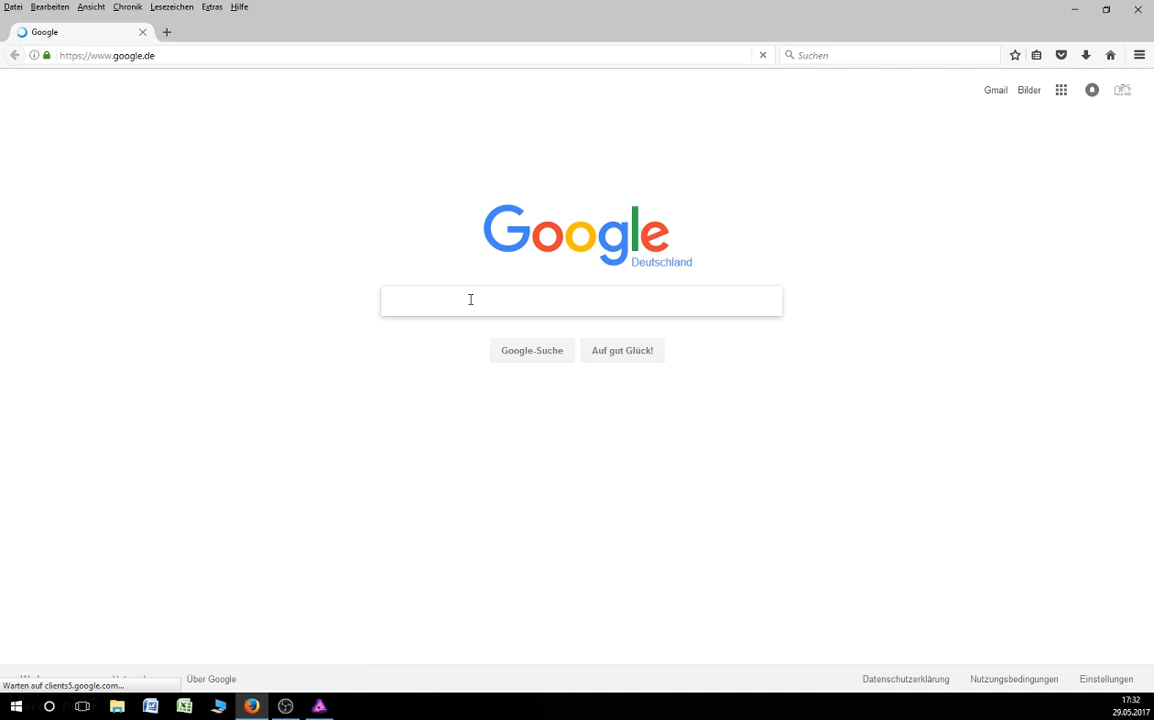 Datei Bearbeiten Ansicht Chronik Lesezeichen Extras Hilfe
Google
https://www.google.de
Suchen
Gmail Bilder
Google
Deutschland
Google-Suche Auf gut Glück!
Über Google Datenschutzerklärung Nutzungsbedingungen Einstellungen
Warten auf clients5.google.com...
17:32
29.05.2017